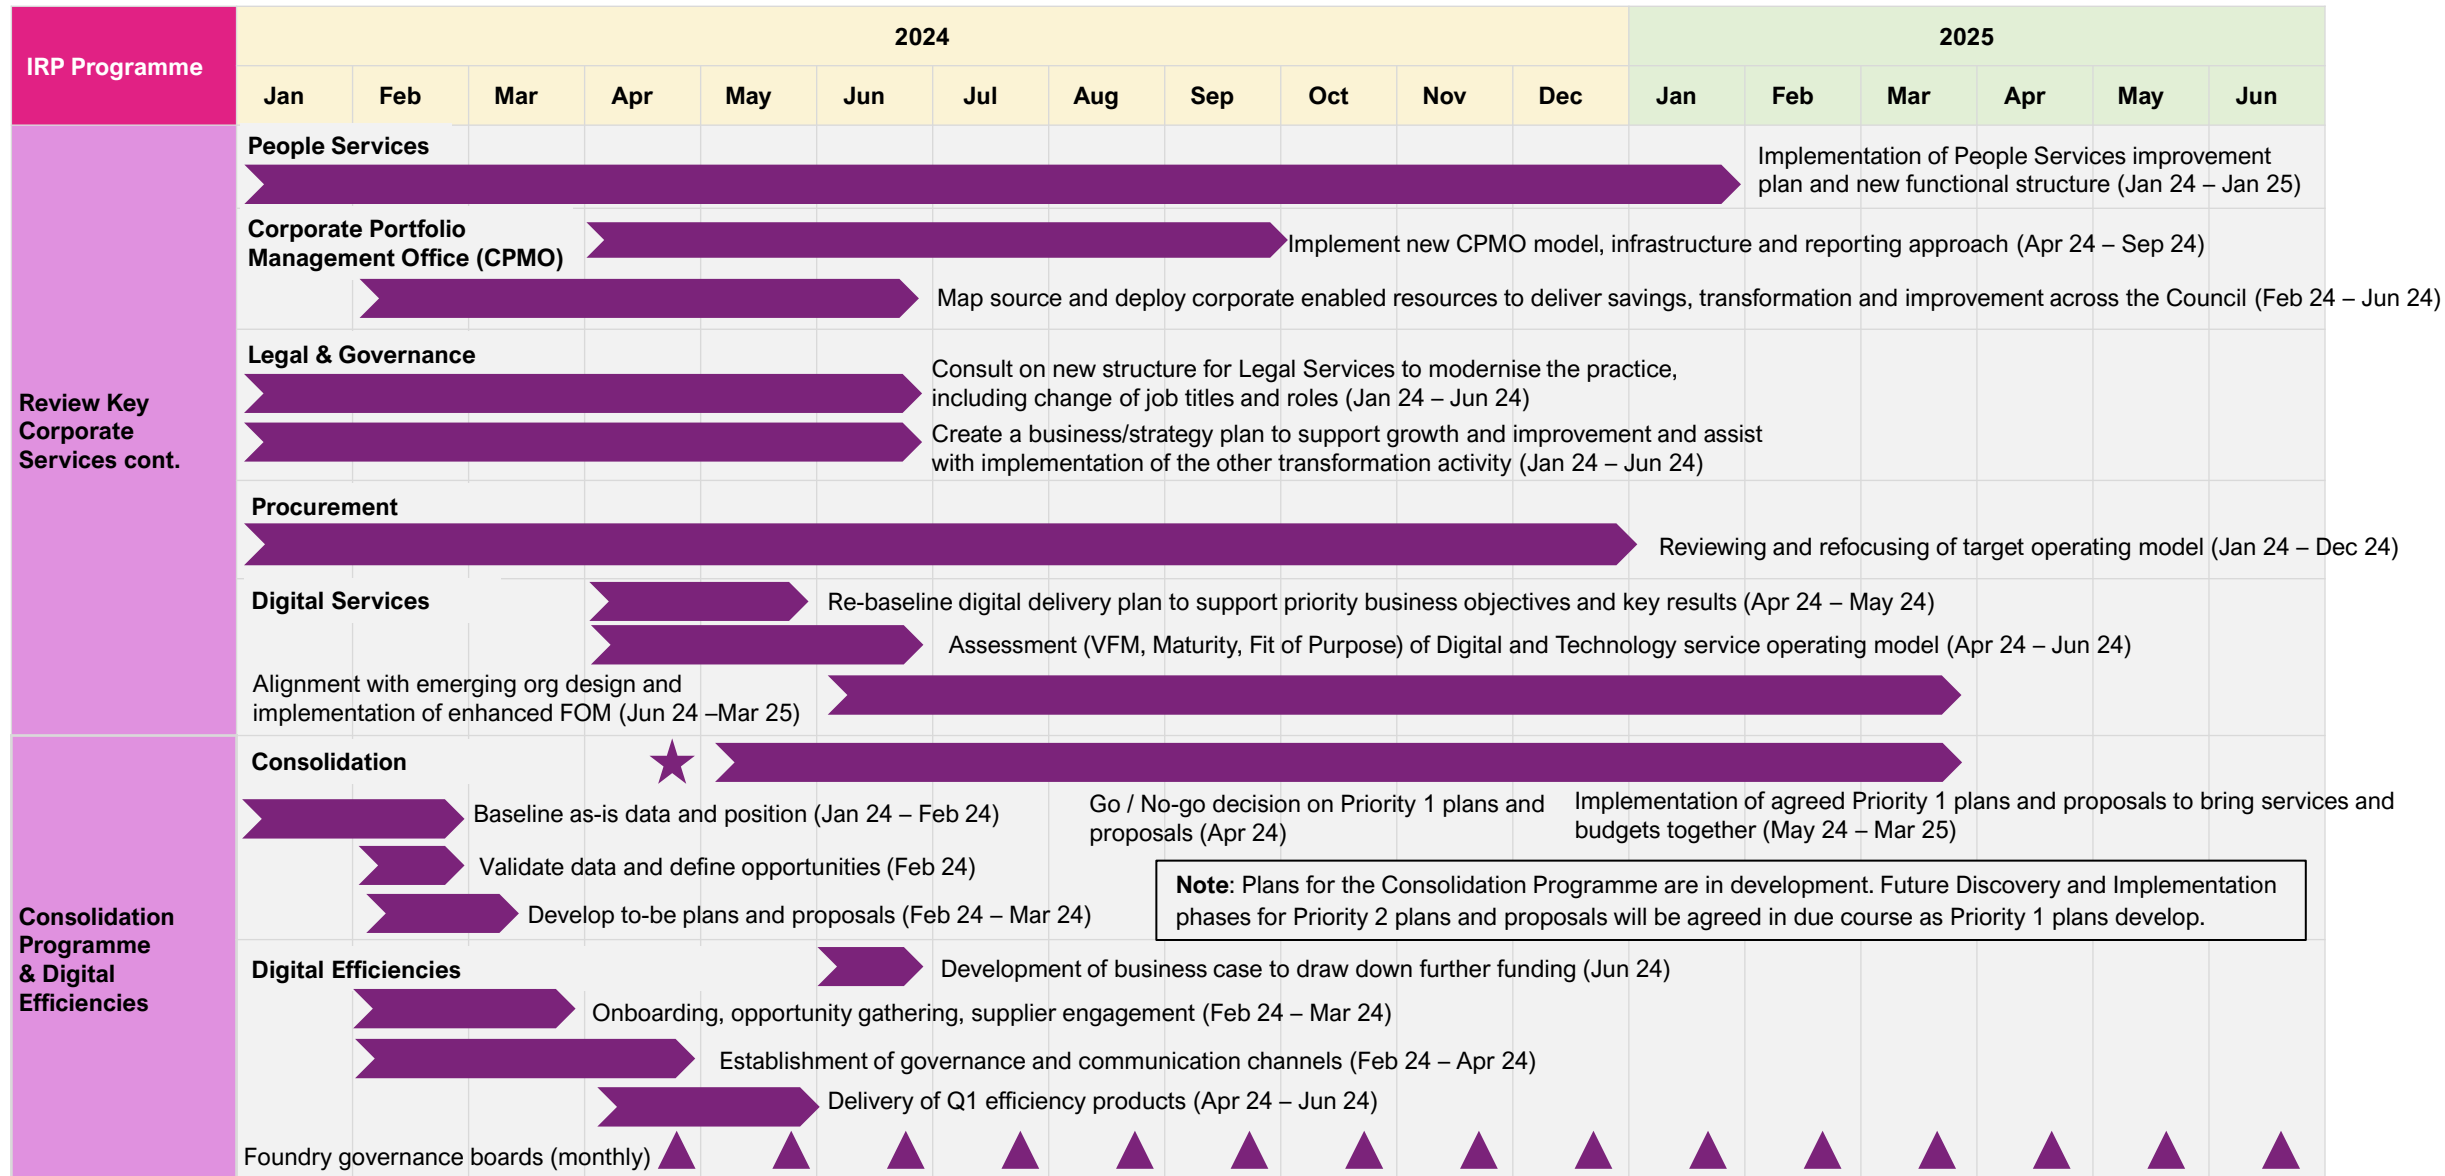 IRP Programme
2024
2025
Jan Feb Mar Apr May Jun Jul Aug Sep Oct Nov Dec Jan Feb Mar Apr May Jun
Review Key
Corporate
Services cont.
People Services
Implementation of People Services improvement
plan and new functional structure (Jan 24 – Jan 25)
Corporate Portfolio
Management Office (CPMO)
Implement new CPMO model, infrastructure and reporting approach (Apr 24 – Sep 24)
Map source and deploy corporate enabled resources to deliver savings, transformation and improvement across the Council (Feb 24 – Jun 24)
Legal & Governance
Consult on new structure for Legal Services to modernise the practice,
including change of job titles and roles (Jan 24 – Jun 24)
Create a business/strategy plan to support growth and improvement and assist
with implementation of the other transformation activity (Jan 24 – Jun 24)
Procurement
Reviewing and refocusing of target operating model (Jan 24 – Dec 24)
Digital Services
Re-baseline digital delivery plan to support priority business objectives and key results (Apr 24 – May 24)
Assessment (VFM, Maturity, Fit of Purpose) of Digital and Technology service operating model (Apr 24 – Jun 24)
Alignment with emerging org design and
implementation of enhanced FOM (Jun 24 –Mar 25)
Consolidation
Programme
& Digital
Efficiencies
Consolidation
Baseline as-is data and position (Jan 24 – Feb 24)
Go / No-go decision on Priority 1 plans and
proposals (Apr 24)
Implementation of agreed Priority 1 plans and proposals to bring services and
budgets together (May 24 – Mar 25)
Validate data and define opportunities (Feb 24)
Develop to-be plans and proposals (Feb 24 – Mar 24)
Note: Plans for the Consolidation Programme are in development. Future Discovery and Implementation
phases for Priority 2 plans and proposals will be agreed in due course as Priority 1 plans develop.
Digital Efficiencies
Development of business case to draw down further funding (Jun 24)
Onboarding, opportunity gathering, supplier engagement (Feb 24 – Mar 24)
Establishment of governance and communication channels (Feb 24 – Apr 24)
Delivery of Q1 efficiency products (Apr 24 – Jun 24)
Foundry governance boards (monthly)